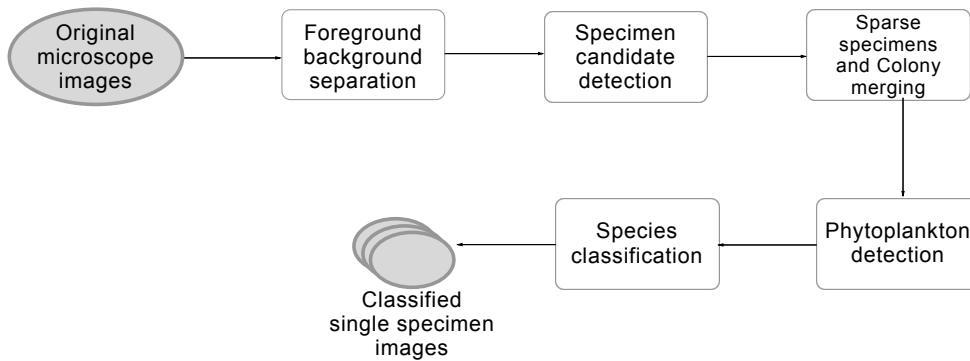 Original
microscope
images
Foreground
background
separation
Specimen
candidate
detection
Sparse
specimens
and Colony
merging
Phytoplankton
detection
Species
classification
Classified
single specimen
images